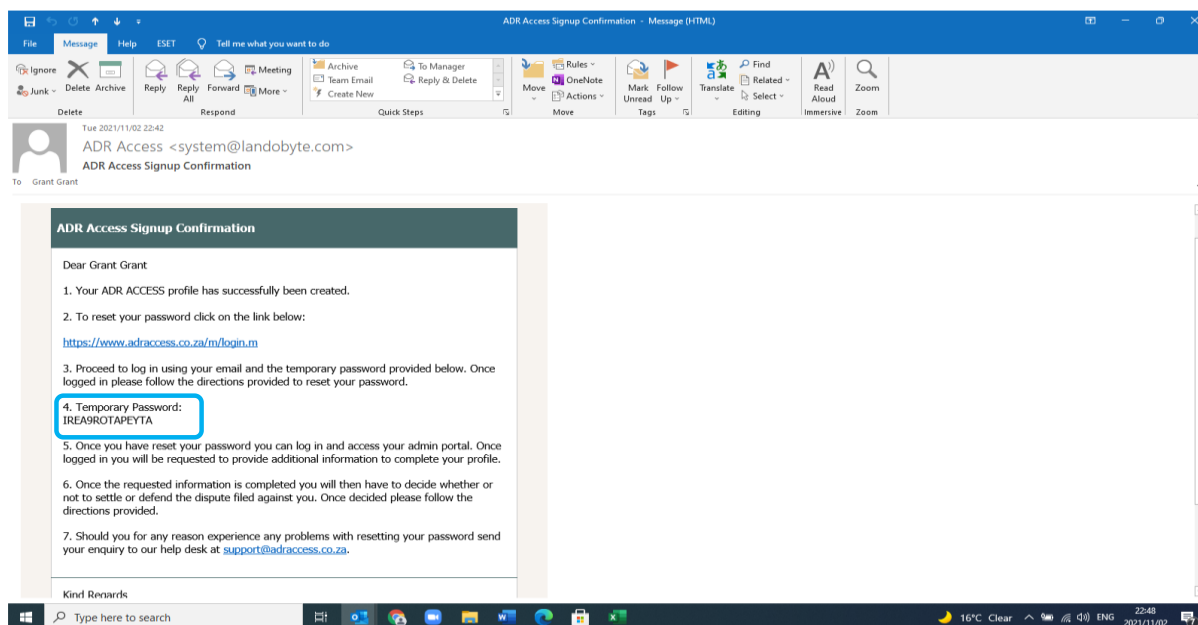 ADR Access Signup Confirmation - Message (HTML)
File Message Help ESET Tell me what you want to do
Ignore
Junk
Delete
Archive
Reply
Reply All
Forward
Meeting
More
Archive
Team Email
Create New
To Manager
Reply & Delete
Move
Rules
OneNote
Actions
Mark Unread
Follow Up
Translate
Find
Related
Select
Read Aloud
Zoom
Delete Respond Quick Steps Move Tags Editing Immersive Zoom
Tue 2021/11/02 22:42
ADR Access <system@landobyte.com>
ADR Access Signup Confirmation
To Grant Grant
ADR Access Signup Confirmation
Dear Grant Grant
1. Your ADR ACCESS profile has successfully been created.
2. To reset your password click on the link below:
https://www.adraccess.co.za/m/login.m
3. Proceed to log in using your email and the temporary password provided below. Once
logged in please follow the directions provided to reset your password.
4. Temporary Password:
IREA9ROTAPEYTA
5. Once you have reset your password you can log in and access your admin portal. Once
logged in you will be requested to provide additional information to complete your profile.
6. Once the requested information is completed you will then have to decide whether or
not to settle or defend the dispute filed against you. Once decided please follow the
directions provided.
7. Should you for any reason experience any problems with resetting your password send
your enquiry to our help desk at support@adraccess.co.za.
Kind Regards
Type here to search
16°C Clear
ENG
22:48
2021/11/02